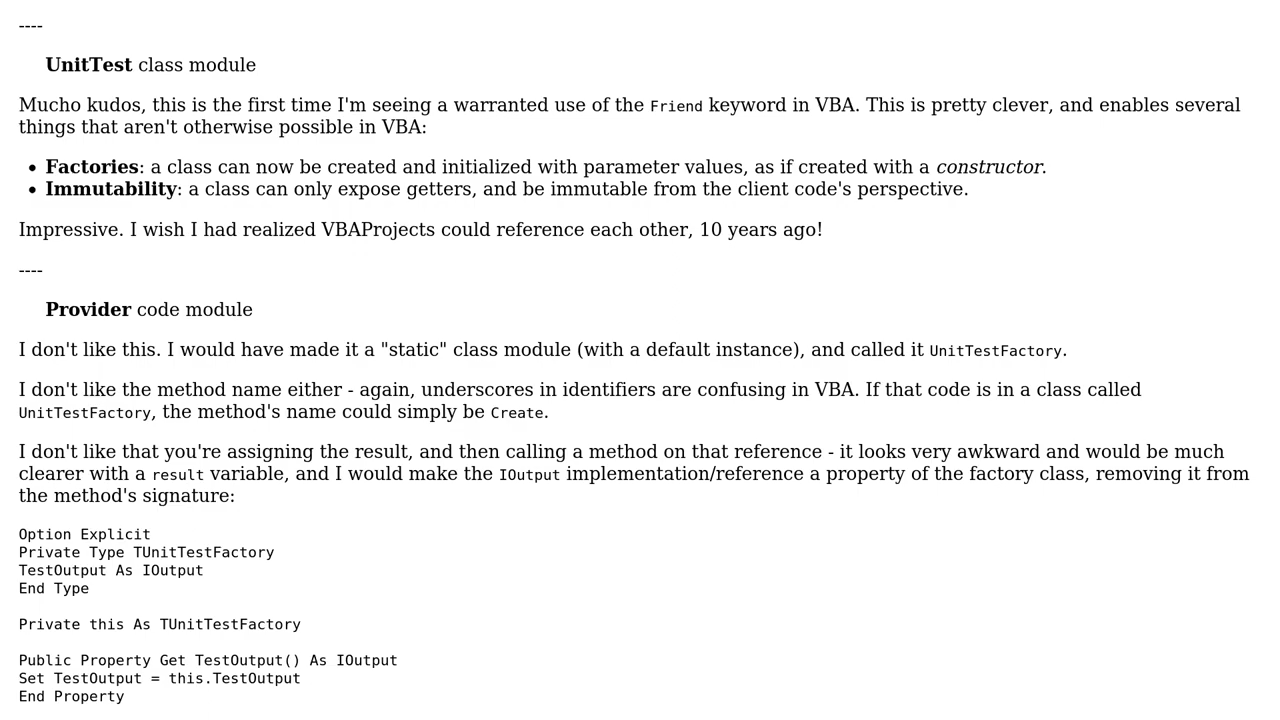 ----
UnitTest class module
Mucho kudos, this is the first time I'm seeing a warranted use of the Friend keyword in VBA. This is pretty clever, and enables several
things that aren't otherwise possible in VBA:
• Factories: a class can now be created and initialized with parameter values, as if created with a constructor.
• Immutability: a class can only expose getters, and be immutable from the client code's perspective.
Impressive. I wish I had realized VBAProjects could reference each other, 10 years ago!
----
Provider code module
I don't like this. I would have made it a "static" class module (with a default instance), and called it UnitTestFactory.
I don't like the method name either - again, underscores in identifiers are confusing in VBA. If that code is in a class called
UnitTestFactory, the method's name could simply be Create.
I don't like that you're assigning the result, and then calling a method on that reference - it looks very awkward and would be much
clearer with a result variable, and I would make the IOutput implementation/reference a property of the factory class, removing it from
the method's signature:
Option Explicit
Private Type TUnitTestFactory
TestOutput As IOutput
End Type
Private this As TUnitTestFactory
Public Property Get TestOutput() As IOutput
Set TestOutput = this.TestOutput
End Property